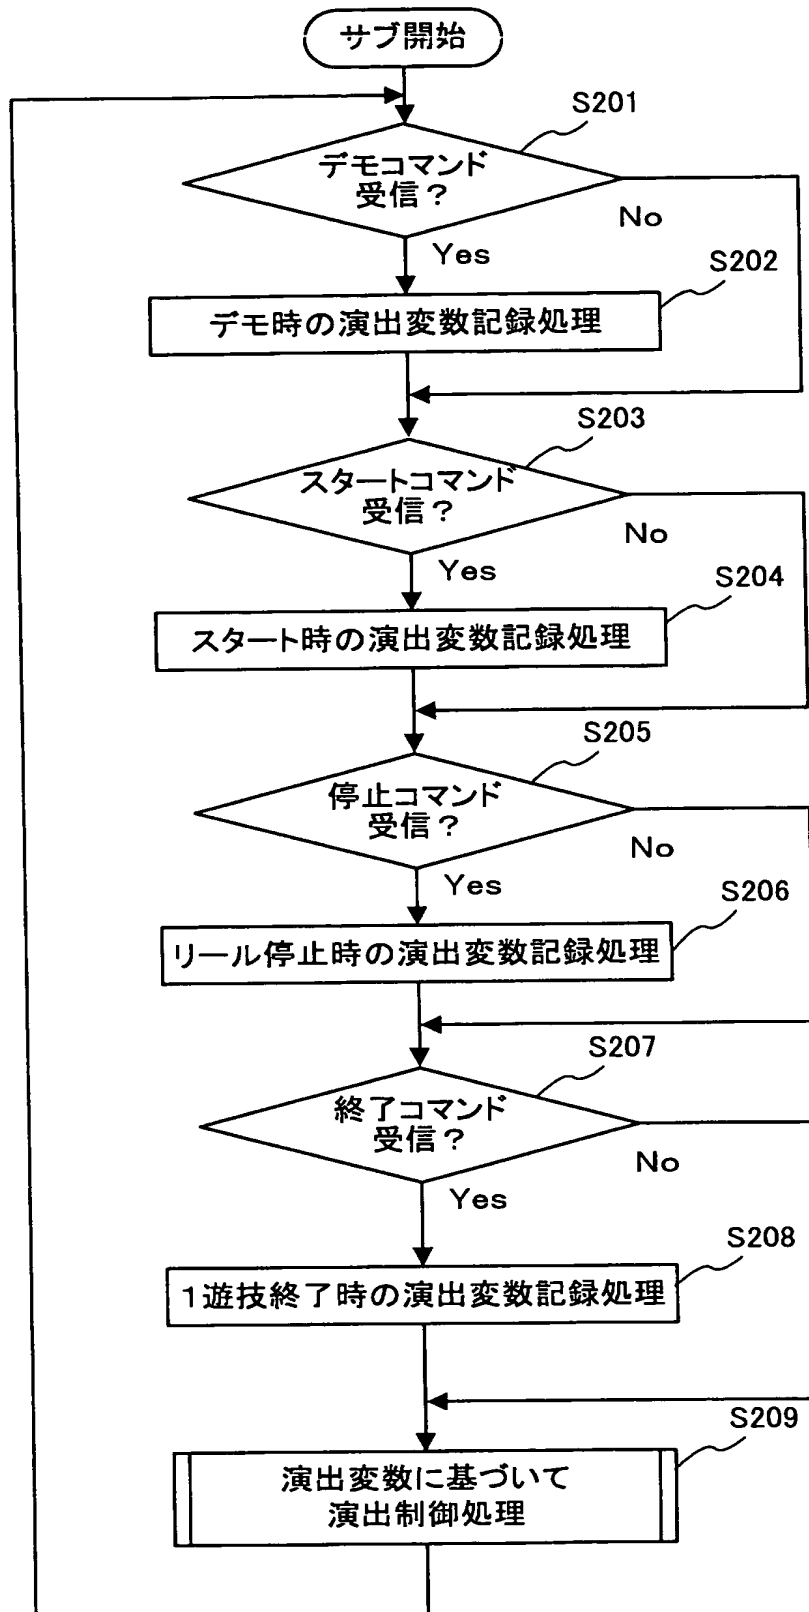 サブ開始
S201
デモコマンド
受信?
No
Yes
S202
デモ時の演出変数記録処理
S203
スタートコマンド
受信?
No
Yes
S204
スタート時の演出変数記録処理
S205
停止コマンド
受信?
No
Yes
S206
リール停止時の演出変数記録処理
S207
終了コマンド
受信?
No
Yes
S208
1遊技終了時の演出変数記録処理
S209
演出変数に基づいて
演出制御処理